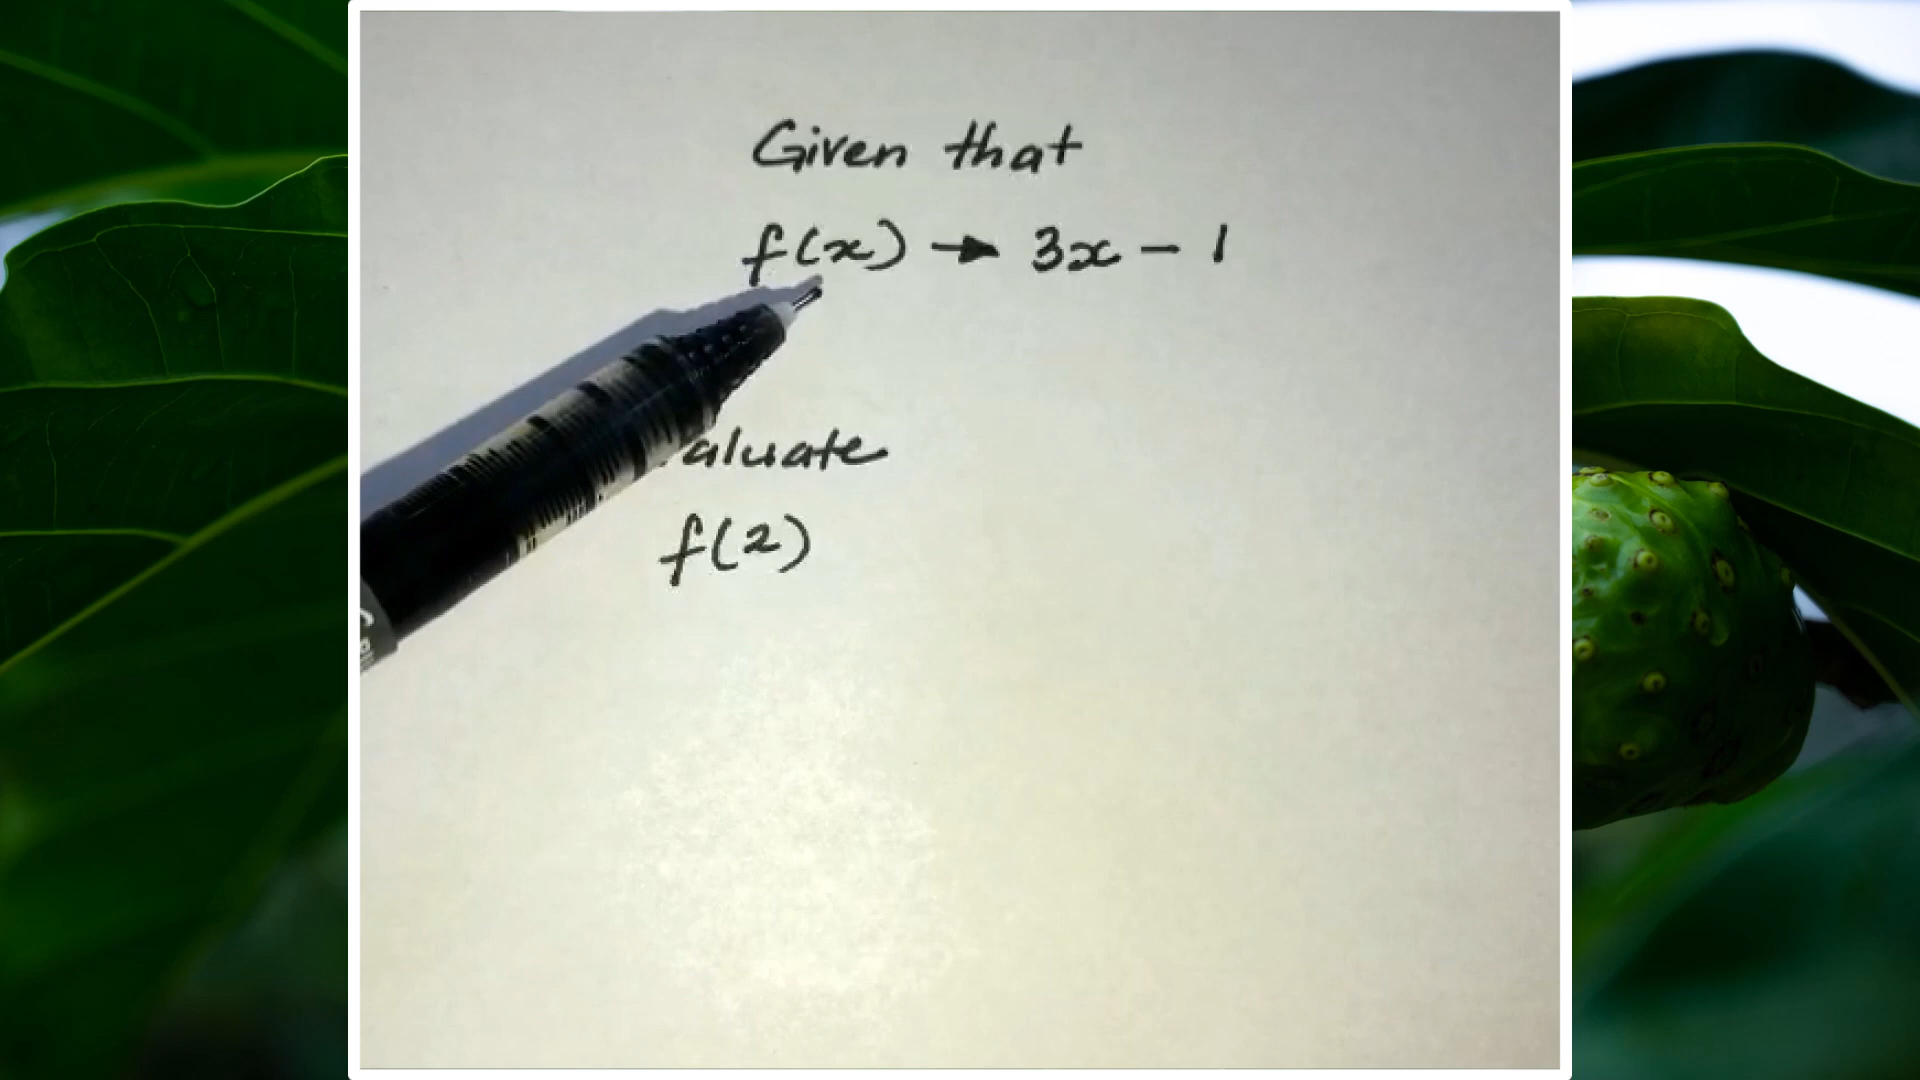 Given that
f(x) → 3x - 1
aluate
f(2)